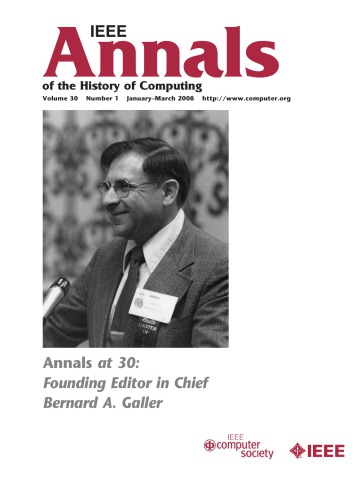 IEEE
Annals
of the History of Computing
Volume 30 Number 1 January–March 2008 http://www.computer.org
Annals at 30:
Founding Editor in Chief
Bernard A. Galler
IEEE
computer
society
IEEE